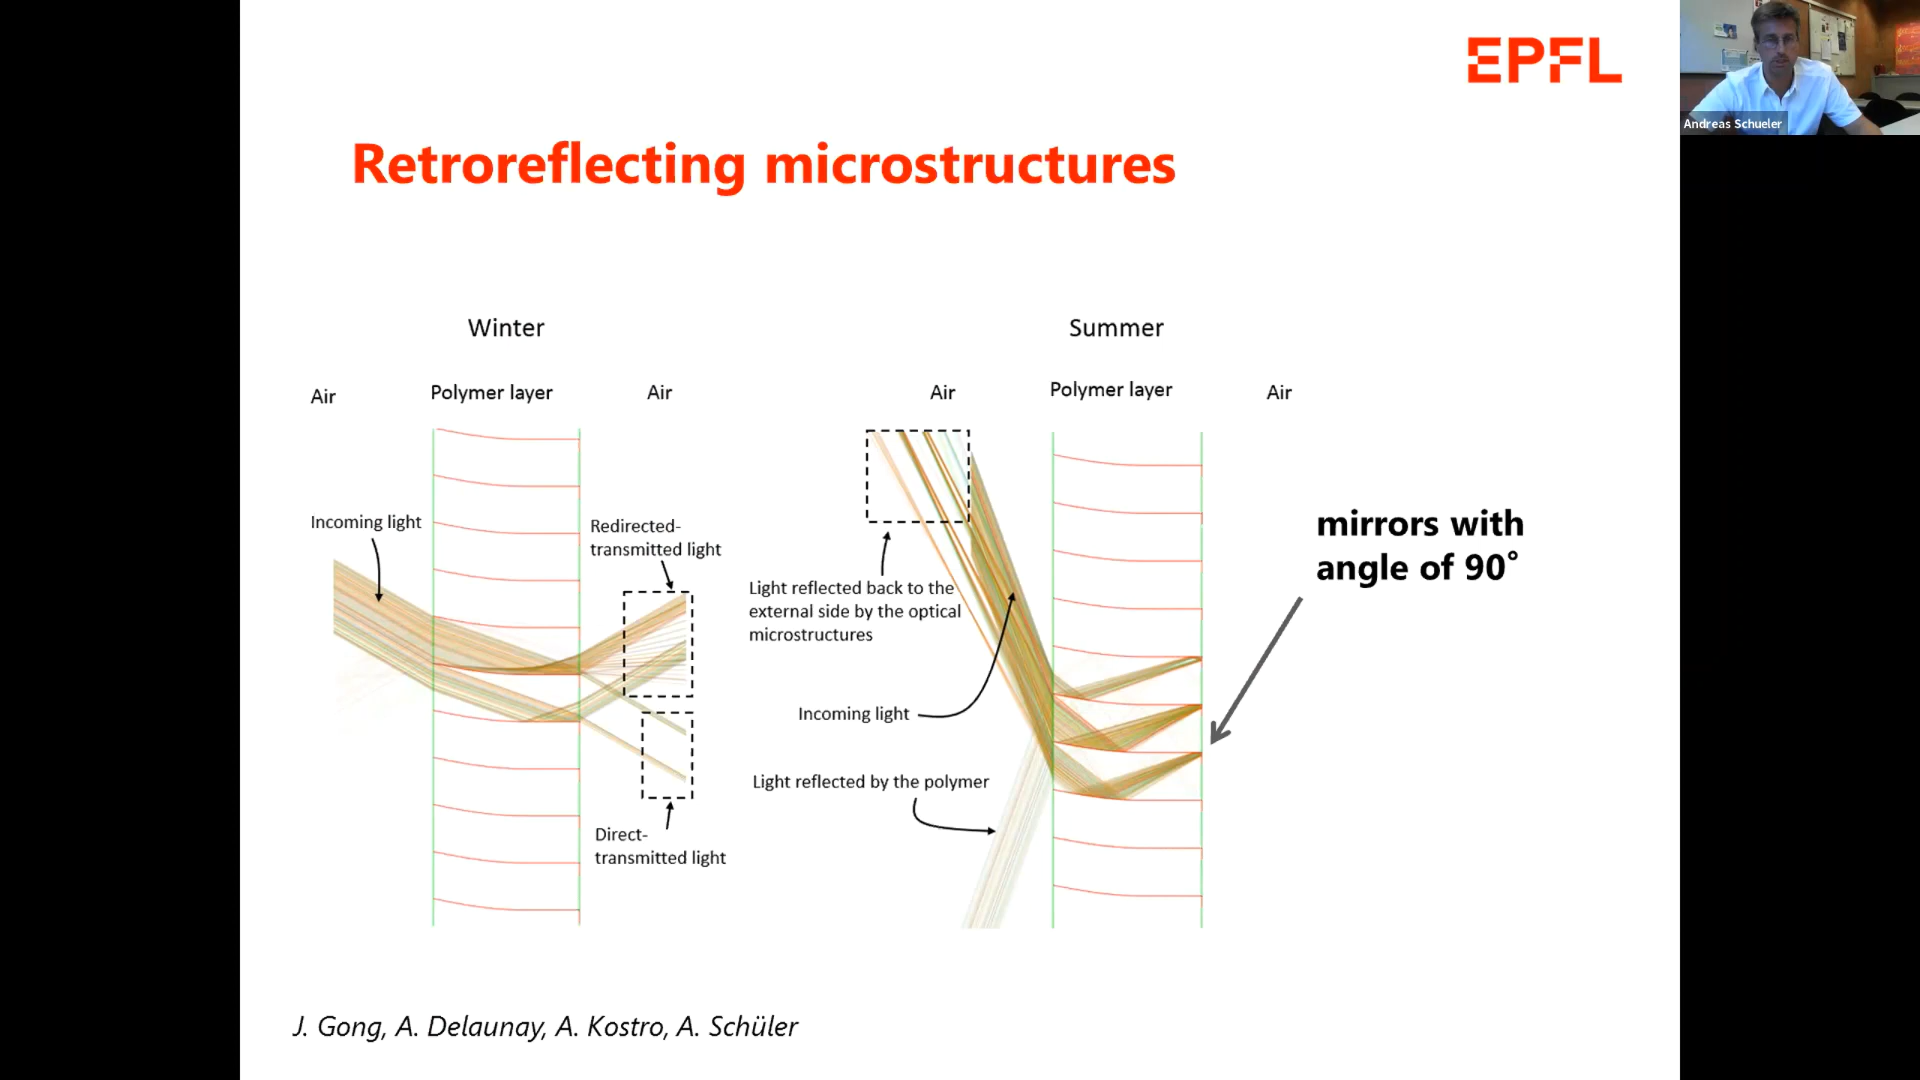 EPFL
Andreas Schueler
Retroreflecting microstructures
Winter
Summer
Air
Polymer layer
Air
Air
Polymer layer
Air
Incoming light
Redirected-
transmitted light
mirrors with
angle of 90°
Light reflected back to the
external side by the optical
microstructures
Incoming light
Light reflected by the polymer
Direct-
transmitted light
J. Gong, A. Delaunay, A. Kostro, A. Schüler